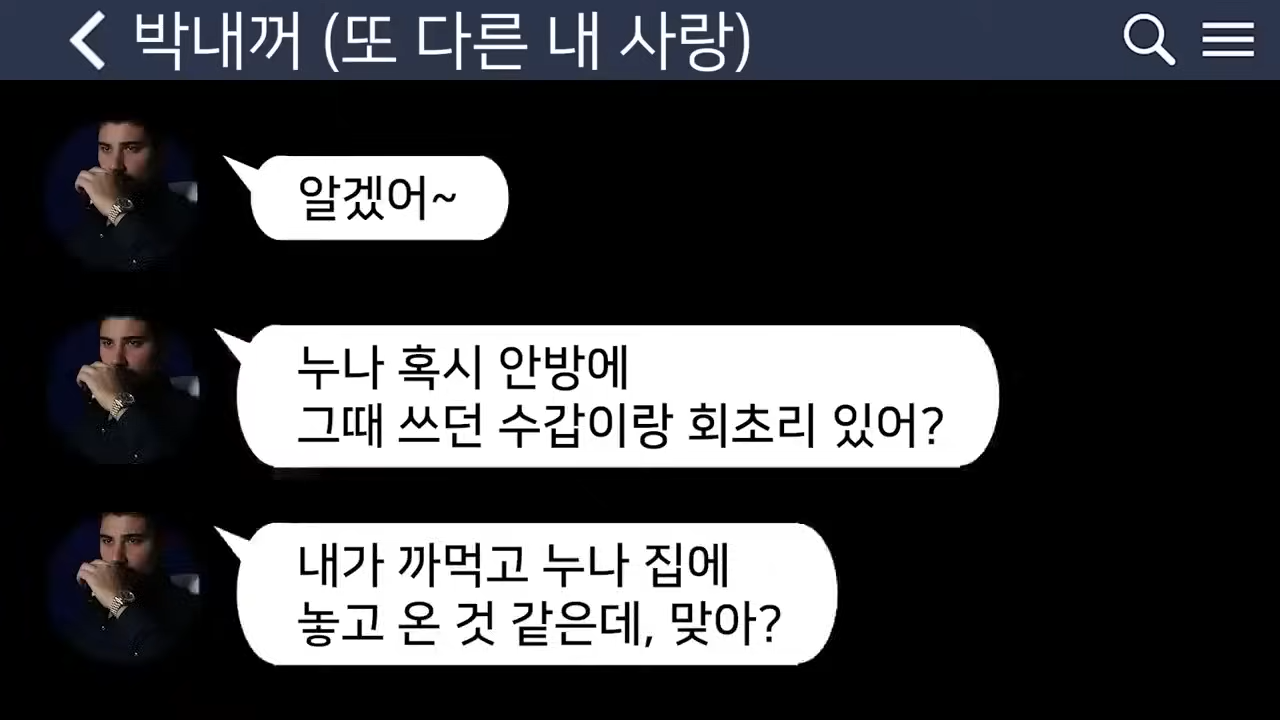 박내꺼 (또 다른 내 사랑)
알겠어~
누나 혹시 안방에
그때 쓰던 수갑이랑 회초리 있어?
내가 까먹고 누나 집에
놓고 온 것 같은데, 맞아?